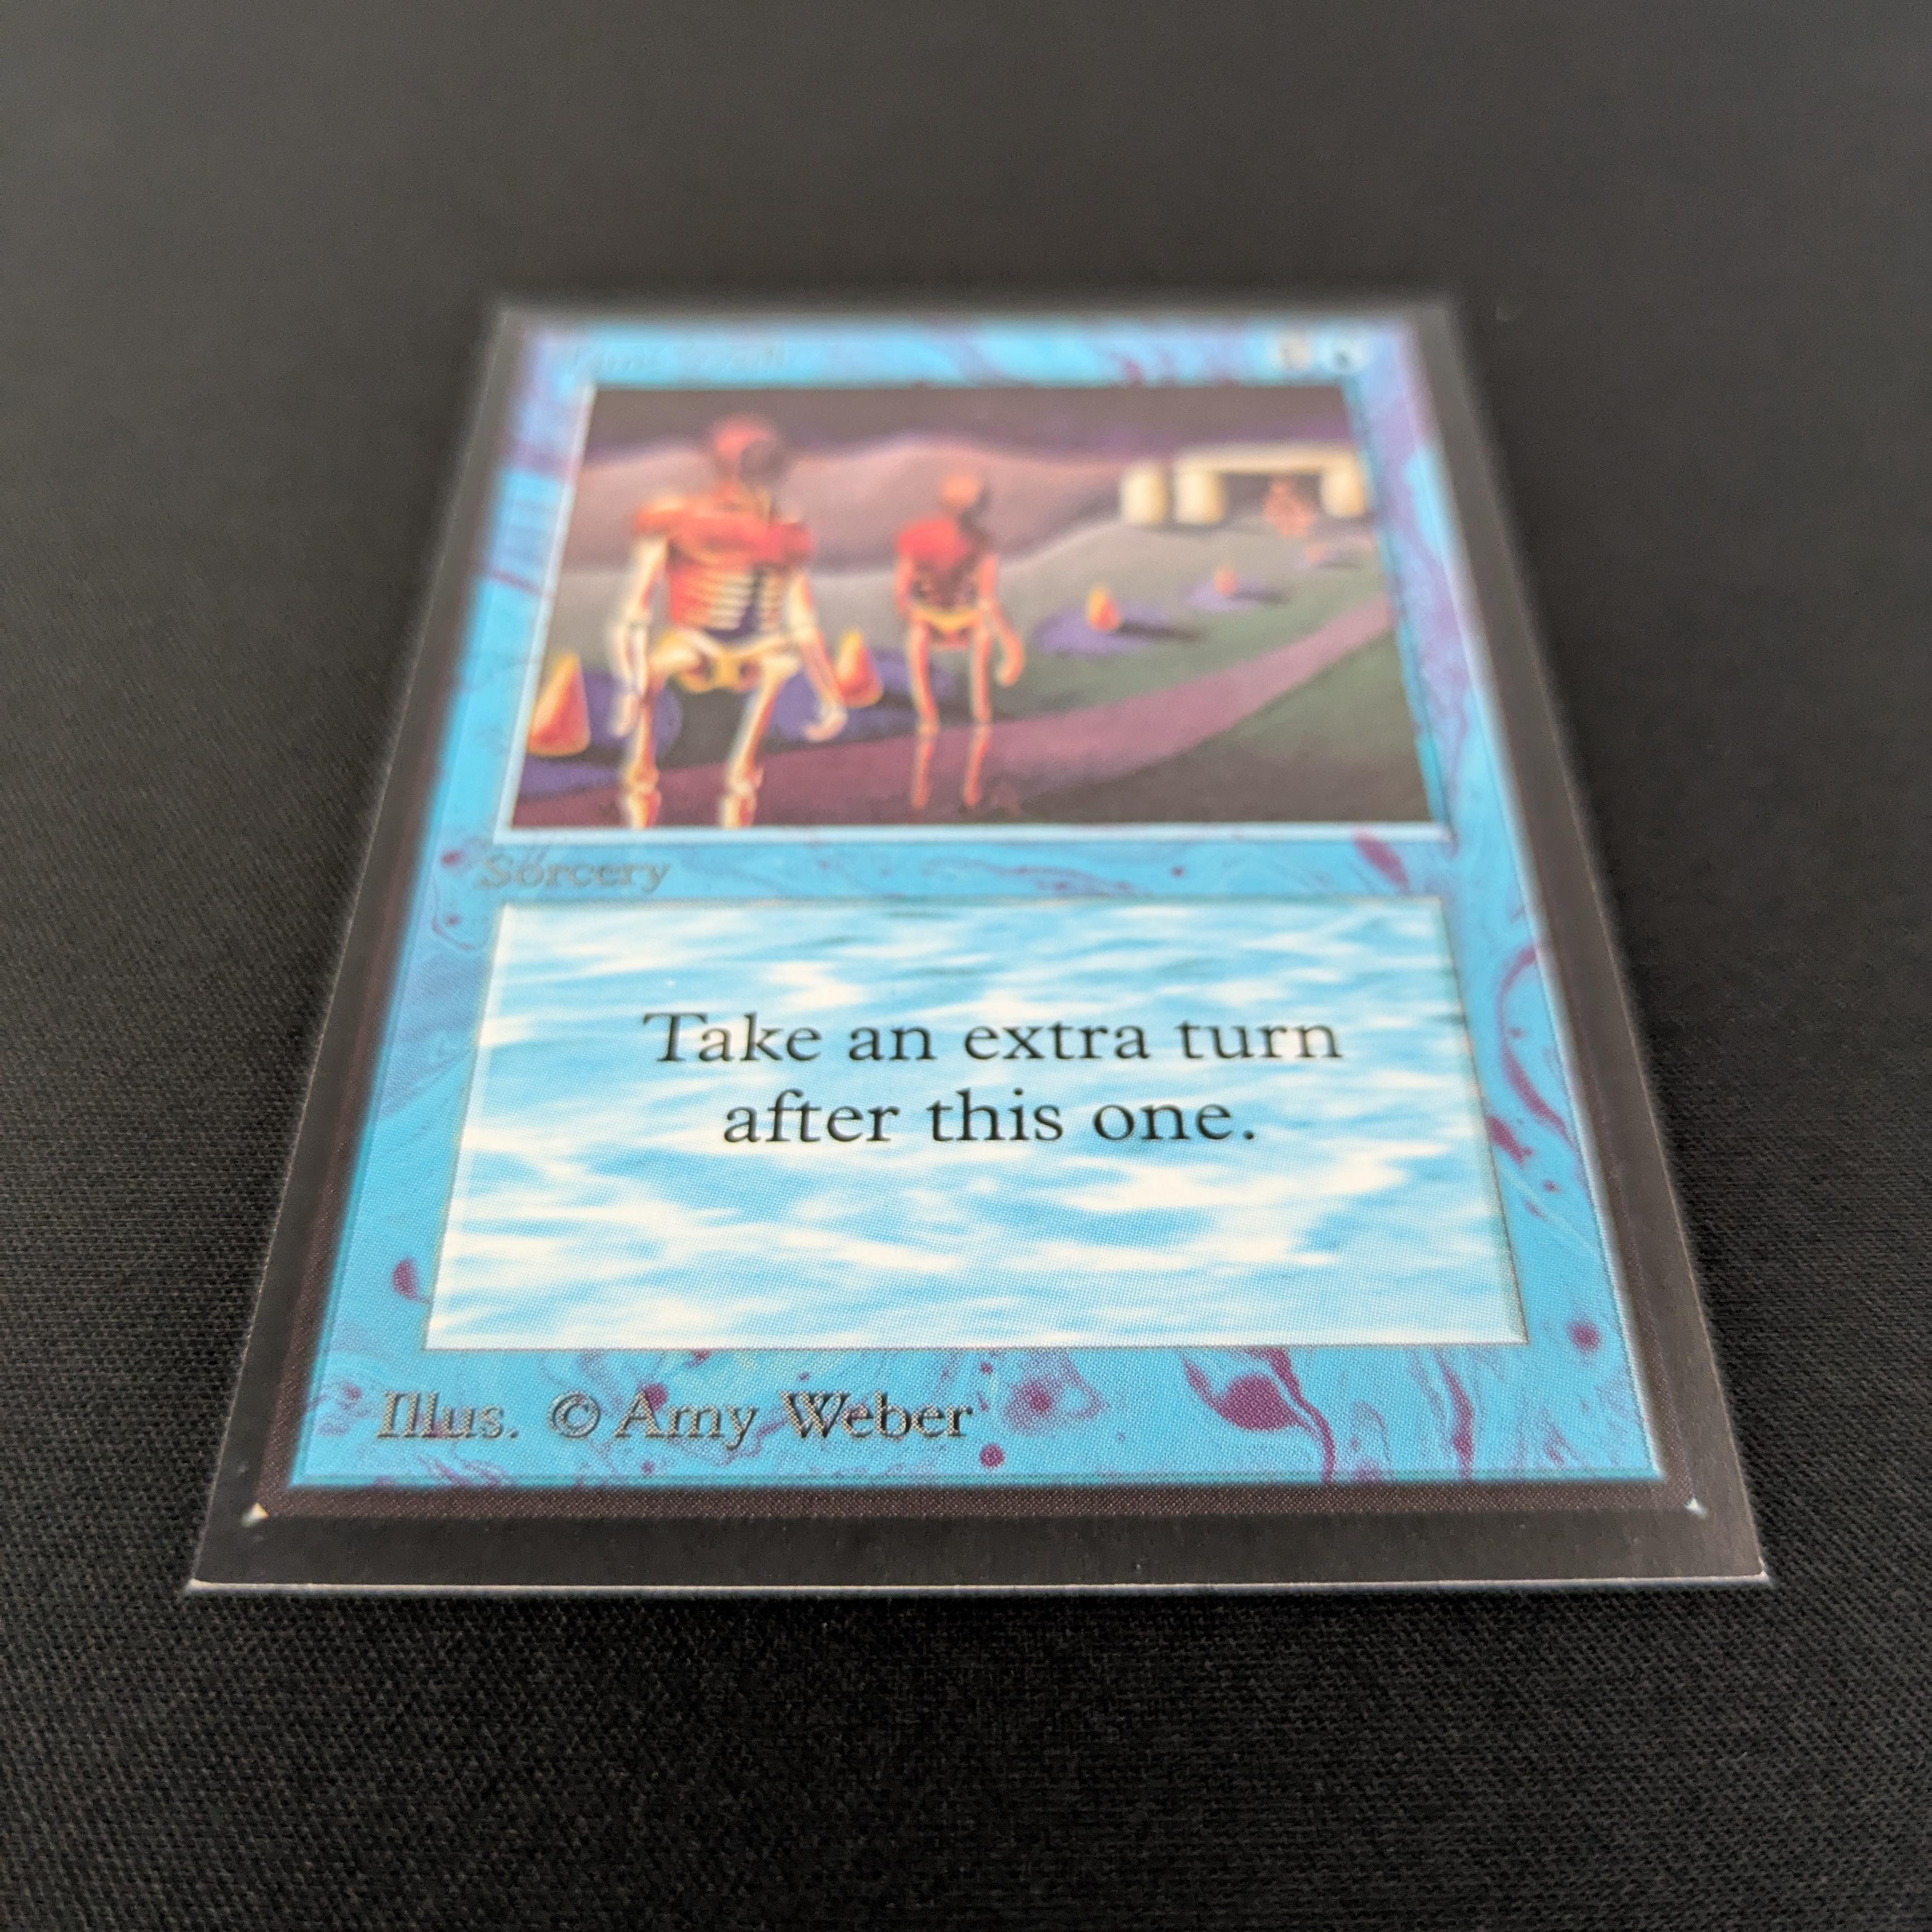 Sorcery
Take an extra turn
after this one.
Illus. © Amy Weber